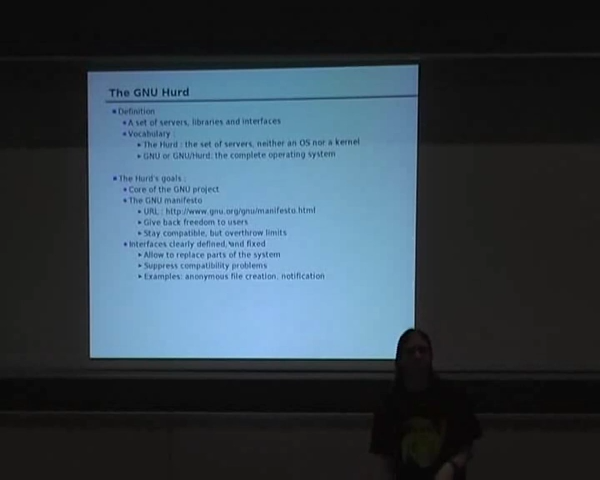 The GNU Hurd
Definition
A set of servers, libraries and interfaces
Vocabulary :
The Hurd : the set of servers, neither an OS nor a kernel
GNU or GNU/Hurd: the complete operating system
The Hurd's goals :
Core of the GNU project
The GNU manifesto
URL : http://www.gnu.org/gnu/manifesto.html
Give back freedom to users
Stay compatible, but overthrow limits
Interfaces clearly defined, and fixed
Allow to replace parts of the system
Suppress compatibility problems
Examples: anonymous file creation, notification